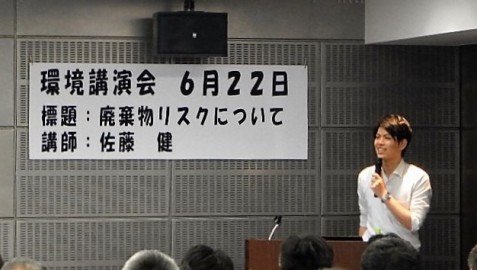 環境講演会　６月２２日
標題：廃棄物リスクについて
講師：佐藤　健